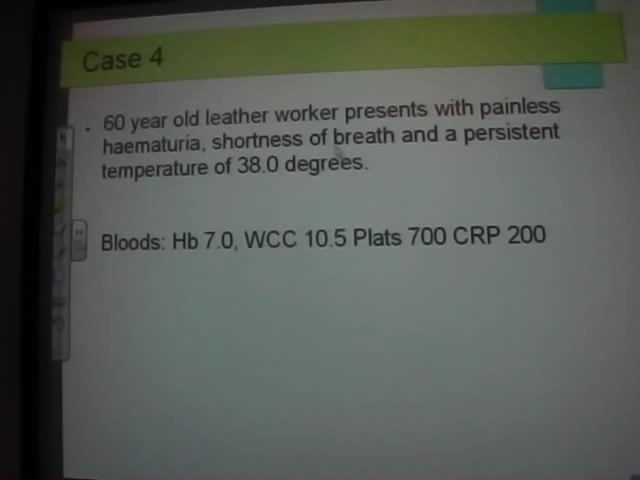 Case 4
60 year old leather worker presents with painless
haematuria, shortness of breath and a persistent
temperature of 38.0 degrees.
Bloods: Hb 7.0, WCC 10.5 Plats 700 CRP 200